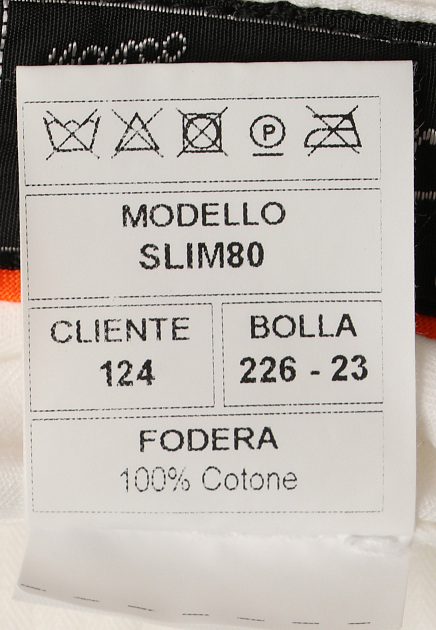 P
MODELLO
SLIM80
CLIENTE
124
BOLLA
226 - 23
FODERA
100% Cotone